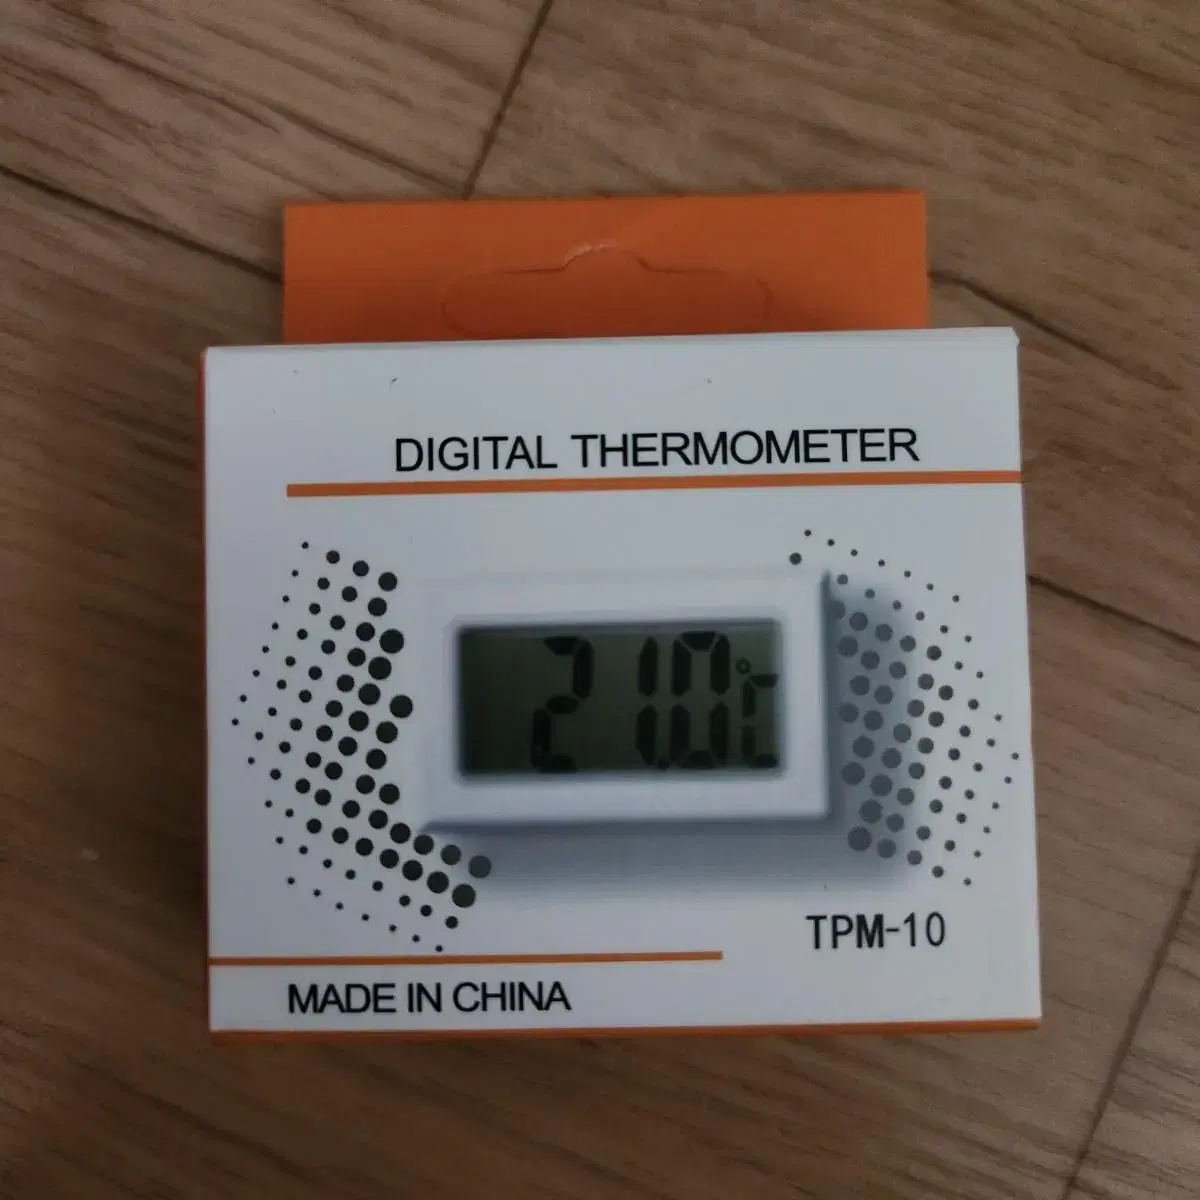 DIGITAL THERMOMETER
21.0°C
TPM-10
MADE IN CHINA